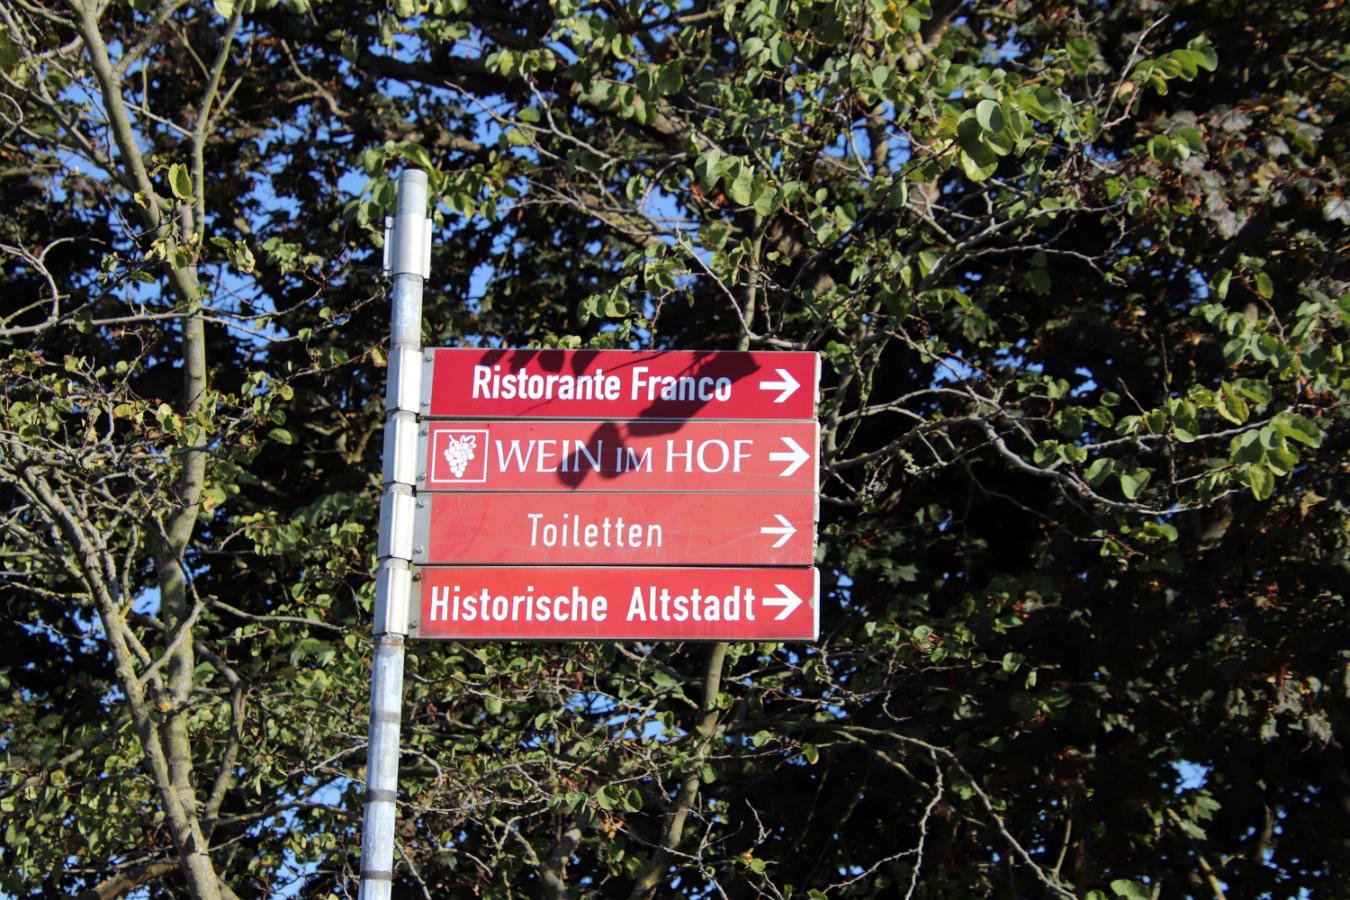 Ristorante Franco
WEIN IM HOF
Toiletten
Historische Altstadt